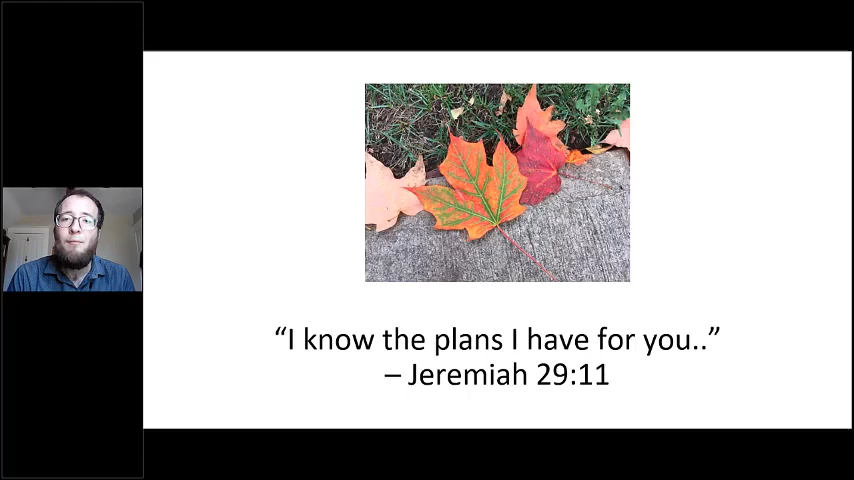 “I know the plans I have for you..”
– Jeremiah 29:11